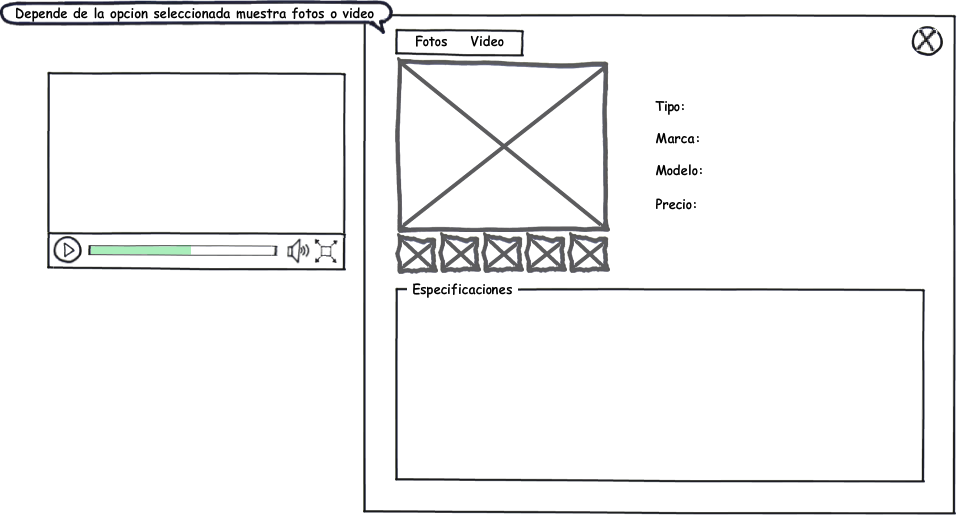 Depende de la opcion seleccionada muestra fotos o video
Fotos Video
Tipo:
Marca:
Modelo:
Precio:
Especificaciones